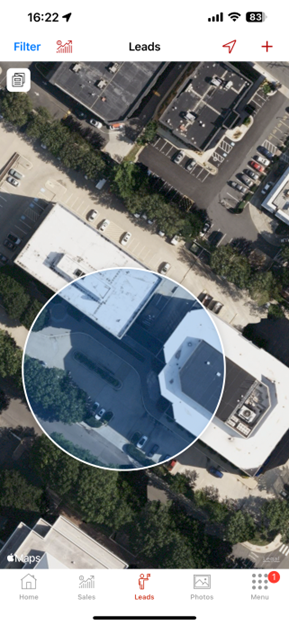 16:22
83
Filter
Leads
Maps
Home
Sales
Leads
Photos
Menu
1